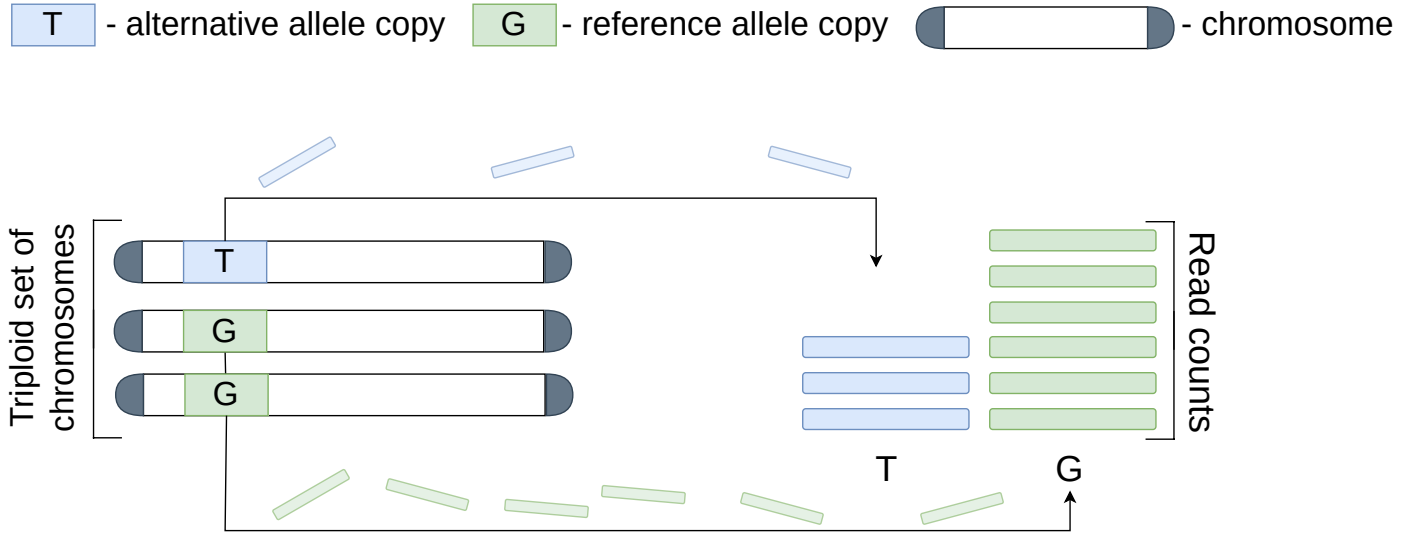 T - alternative allele copy G - reference allele copy - chromosome
Triploid set of
chromosomes
T
G
G
Read counts
T G